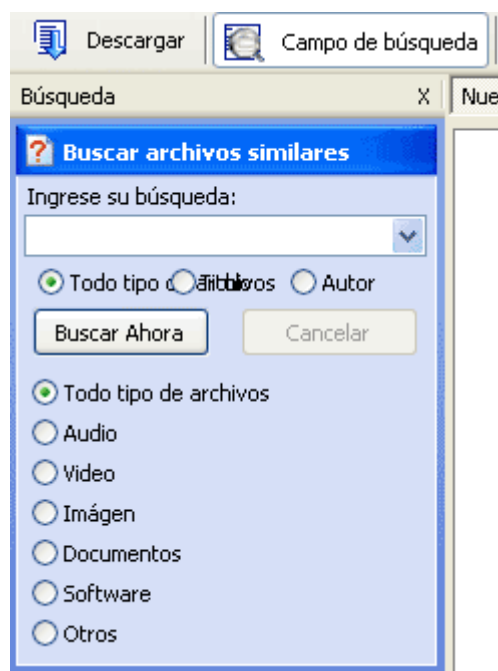 Descargar Campo de búsqueda
Búsqueda X Nue
Buscar archivos similares
Ingrese su búsqueda:
Todo tipo Autor
Buscar Ahora Cancelar
Todo tipo de archivos
Audio
Video
Imágen
Documentos
Software
Otros